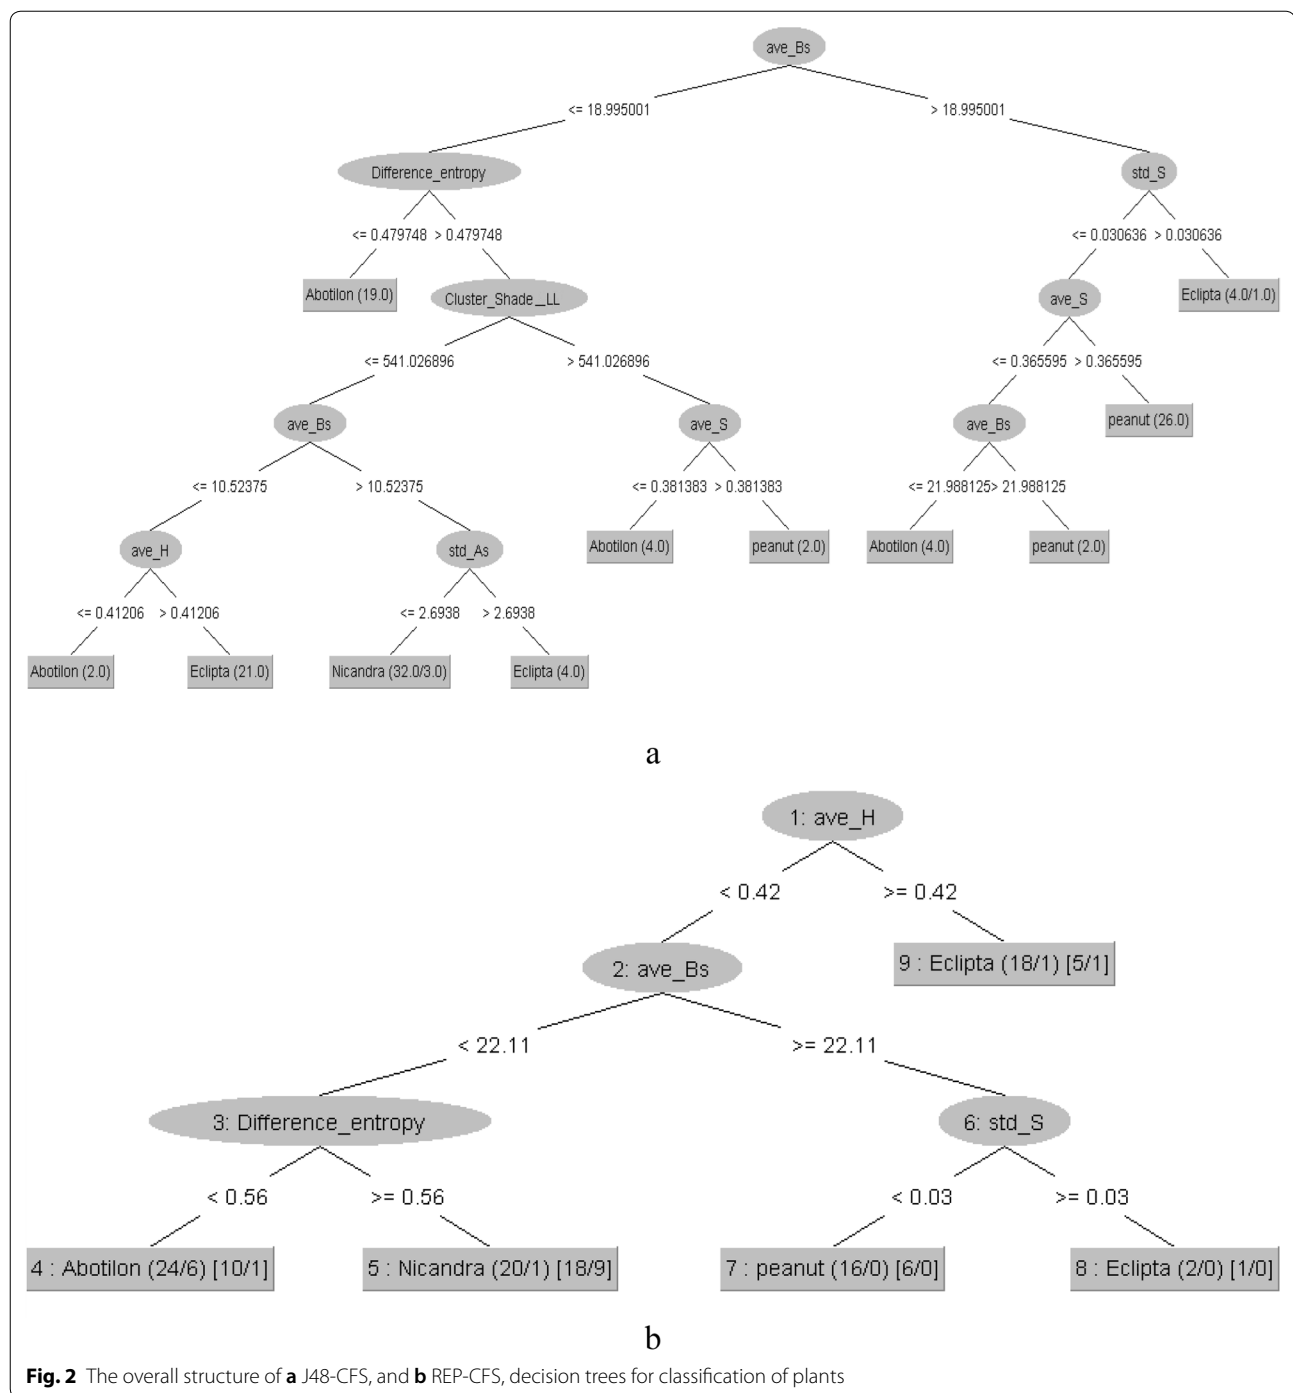 ave_Bs
<= 18.995001 > 18.995001
Difference_entropy std_S
<= 0.479748 > 0.479748 <= 0.030636 > 0.030636
Abotilon (19.0) Cluster_Shade_LL ave_S Eclipta (4.0/1.0)
<= 541.026896 > 541.026896 <= 0.365595 > 0.365595
ave_Bs ave_S ave_Bs peanut (26.0)
<= 10.52375 > 10.52375 <= 0.381383 > 0.381383 <= 21.988125 > 21.988125
ave_H std_As Abotilon (4.0) peanut (2.0) Abotilon (4.0) peanut (2.0)
<= 0.41206 > 0.41206 <= 2.6938 > 2.6938
Abotilon (2.0) Eclipta (21.0) Nicandra (32.0/3.0) Eclipta (4.0)
a
1: ave_H
< 0.42 >= 0.42
2: ave_Bs 9 : Eclipta (18/1) [5/1]
< 22.11 >= 22.11
3: Difference_entropy 6: std_S
< 0.56 >= 0.56 < 0.03 >= 0.03
4 : Abotilon (24/6) [10/1] 5 : Nicandra (20/1) [18/9] 7 : peanut (16/0) [6/0] 8 : Eclipta (2/0) [1/0]
b
Fig. 2 The overall structure of a J48-CFS, and b REP-CFS, decision trees for classification of plants